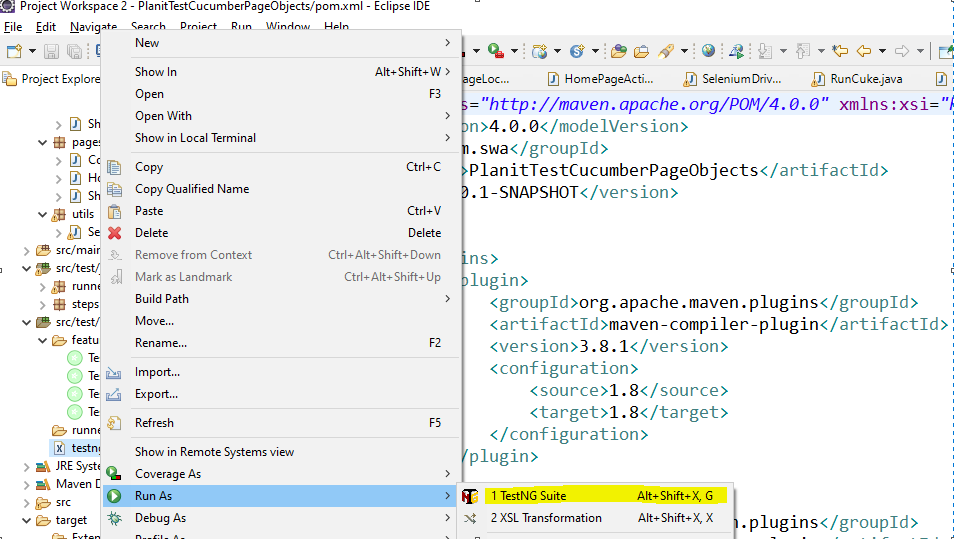 Project Workspace 2 - PlanitTestCucumberPageObjects/pom.xml - Eclipse IDE
File Edit Navigate Search Project Run Window Help
Project Explore
New
Show In Alt+Shift+W >
Open F3
Open With
Show in Local Terminal
Copy Ctrl+C
Copy Qualified Name
Paste Ctrl+V
Delete Delete
Remove from Context Ctrl+Alt+Shift+Down
Mark as Landmark Ctrl+Alt+Shift+Up
Build Path
Move...
Rename... F2
Import...
Export...
Refresh F5
Show in Remote Systems view
Coverage As
Run As
Debug As
1 TestNG Suite Alt+Shift+X, G
2 XSL Transformation Alt+Shift+X, X
Sh
pages
Co
Ho
Sh
utils
Se
src/main
src/test/j
runne
steps
src/test/
featu
Te
Te
Te
Te
runne
testn
JRE Syste
Maven D
src
target
Exten
ageLoc...
HomePageActi...
SeleniumDriv...
RunCuke.java
s="http://maven.apache.org/POM/4.0.0" xmlns:xsi="h
on>4.0.0</modelVersion>
m.swa</groupId>
>PlanitTestCucumberPageObjects</artifactId>
0.1-SNAPSHOT</version>
ins>
plugin>
<groupId>org.apache.maven.plugins</groupId>
<artifactId>maven-compiler-plugin</artifactId>
<version>3.8.1</version>
<configuration>
<source>1.8</source>
<target>1.8</target>
</configuration>
/plugin>
n.plugins</groupId>